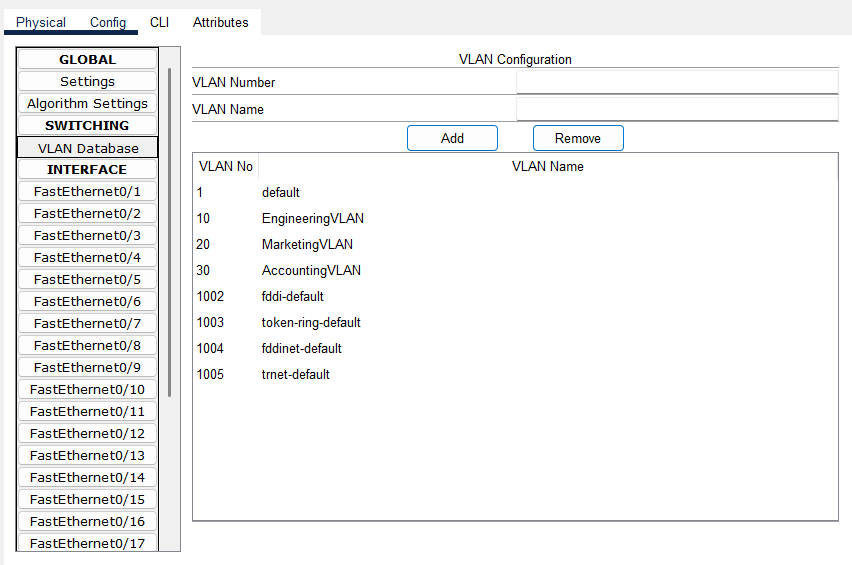 Physical Config CLI Attributes
GLOBAL
Settings
Algorithm Settings
SWITCHING
VLAN Database
INTERFACE
FastEthernet0/1
FastEthernet0/2
FastEthernet0/3
FastEthernet0/4
FastEthernet0/5
FastEthernet0/6
FastEthernet0/7
FastEthernet0/8
FastEthernet0/9
FastEthernet0/10
FastEthernet0/11
FastEthernet0/12
FastEthernet0/13
FastEthernet0/14
FastEthernet0/15
FastEthernet0/16
FastEthernet0/17
VLAN Configuration
VLAN Number
VLAN Name
Add Remove
VLAN No VLAN Name
1 default
10 EngineeringVLAN
20 MarketingVLAN
30 AccountingVLAN
1002 fddi-default
1003 token-ring-default
1004 fddinet-default
1005 trnet-default